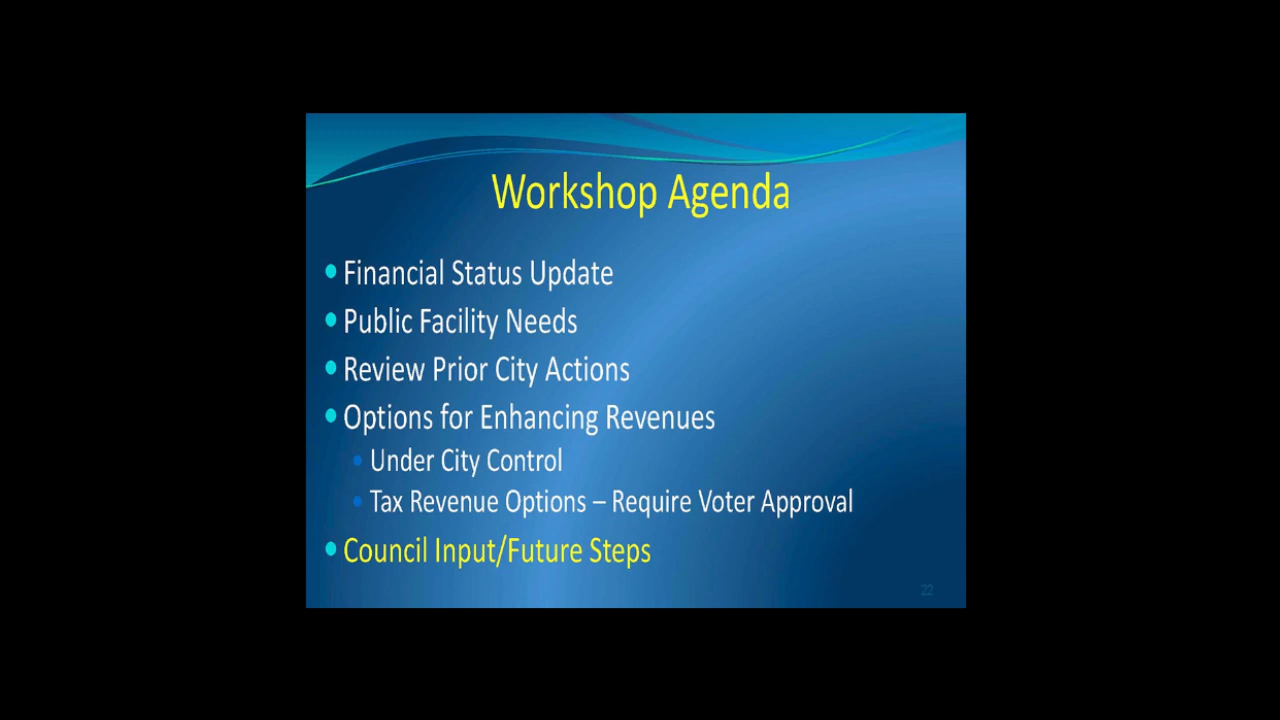 Workshop Agenda
• Financial Status Update
• Public Facility Needs
• Review Prior City Actions
• Options for Enhancing Revenues
• Under City Control
• Tax Revenue Options – Require Voter Approval
• Council Input/Future Steps
22